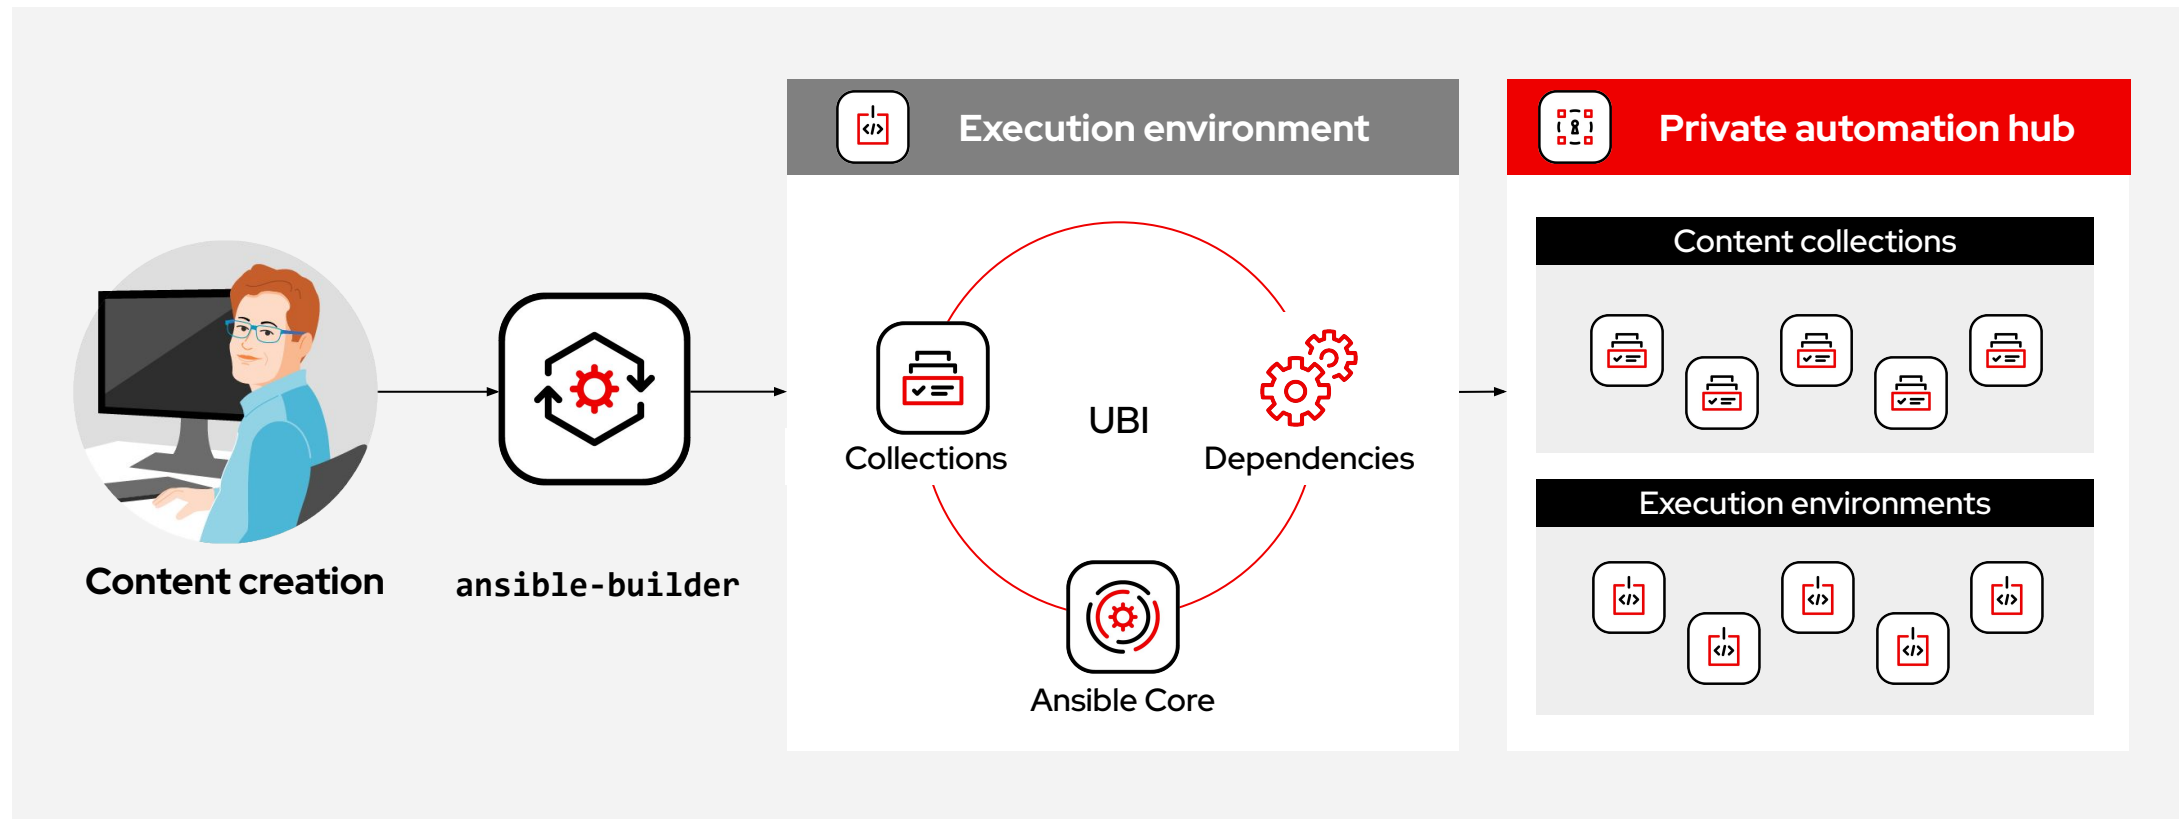 Execution environment
Private automation hub
Content collections
Collections
UBI
Dependencies
Execution environments
Content creation
ansible-builder
Ansible Core